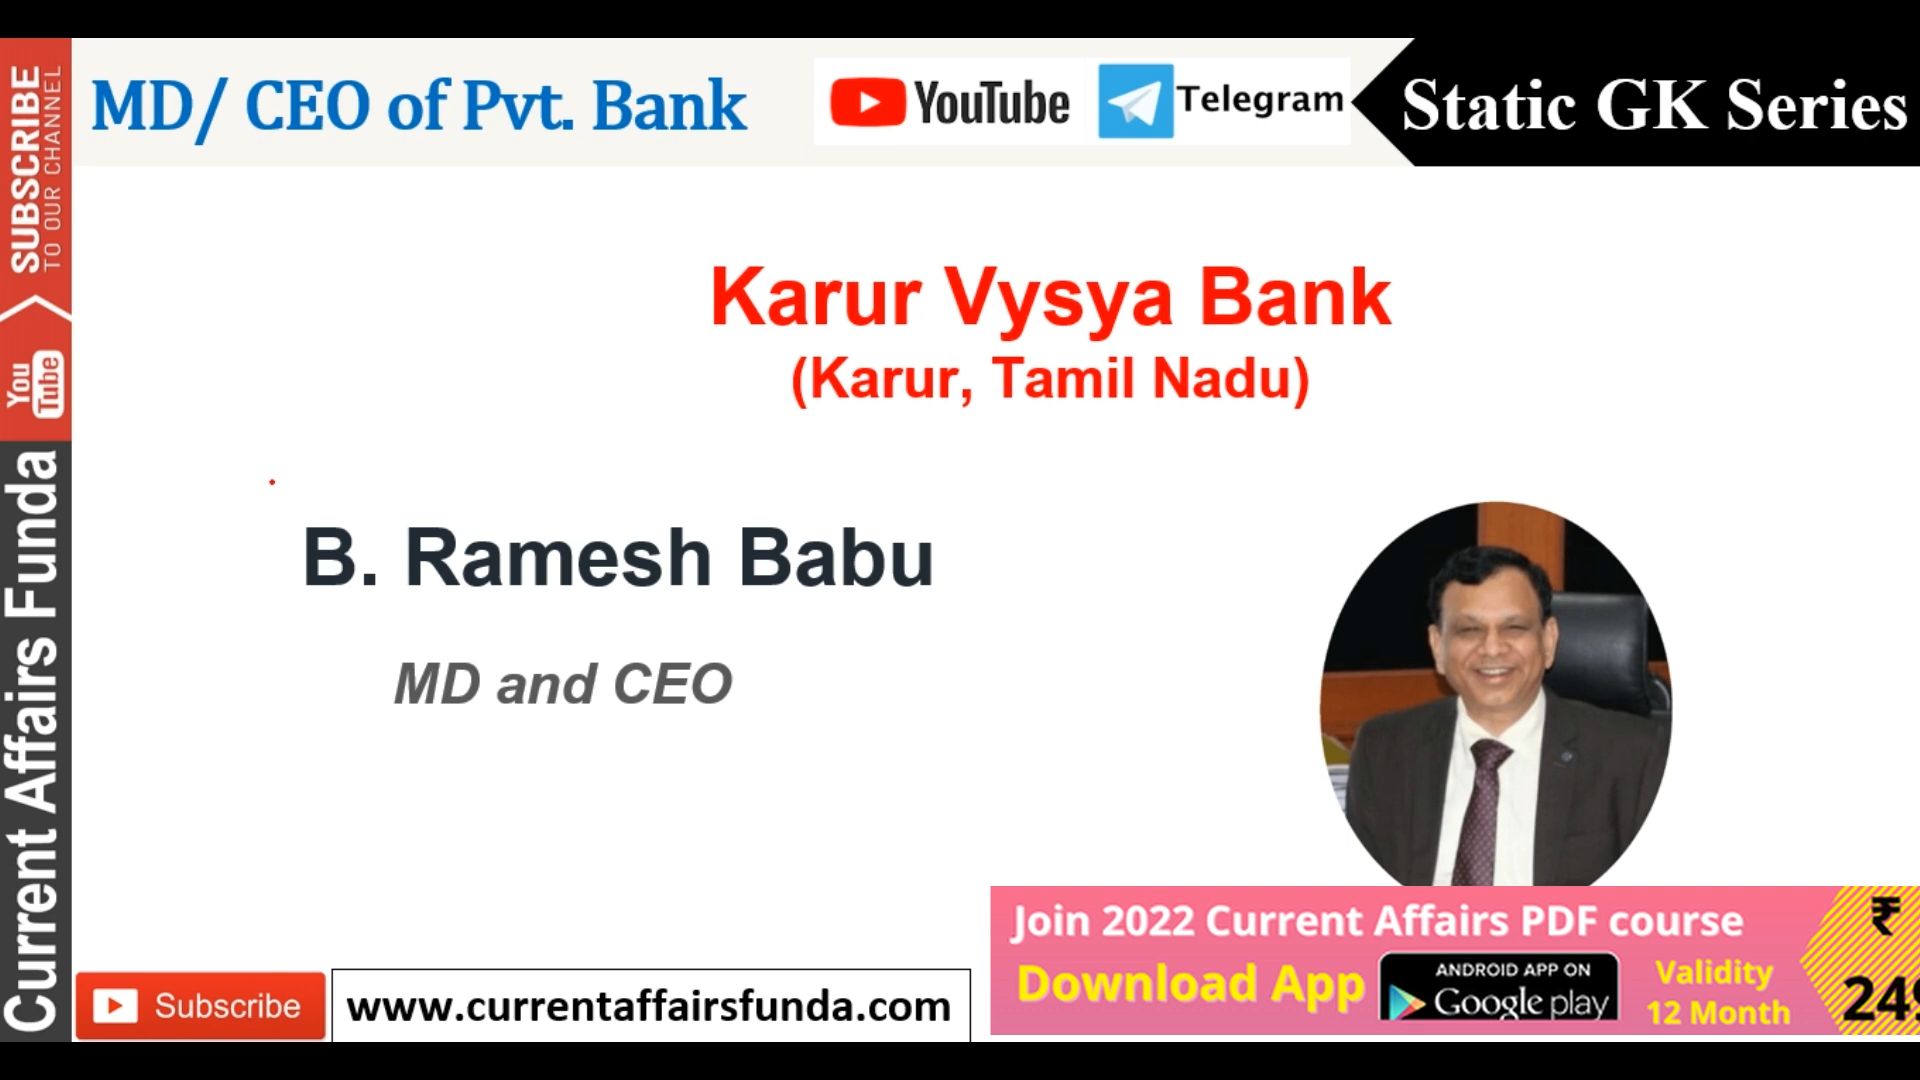 MD/ CEO of Pvt. Bank
YouTube
Telegram
Static GK Series
SUBSCRIBE
TO OUR CHANNEL
You
Tube
Current Affairs Funda
Karur Vysya Bank
(Karur, Tamil Nadu)
B. Ramesh Babu
MD and CEO
Join 2022 Current Affairs PDF course
Download App
ANDROID APP ON
Google play
Validity
12 Month
₹
Subscribe
www.currentaffairsfunda.com